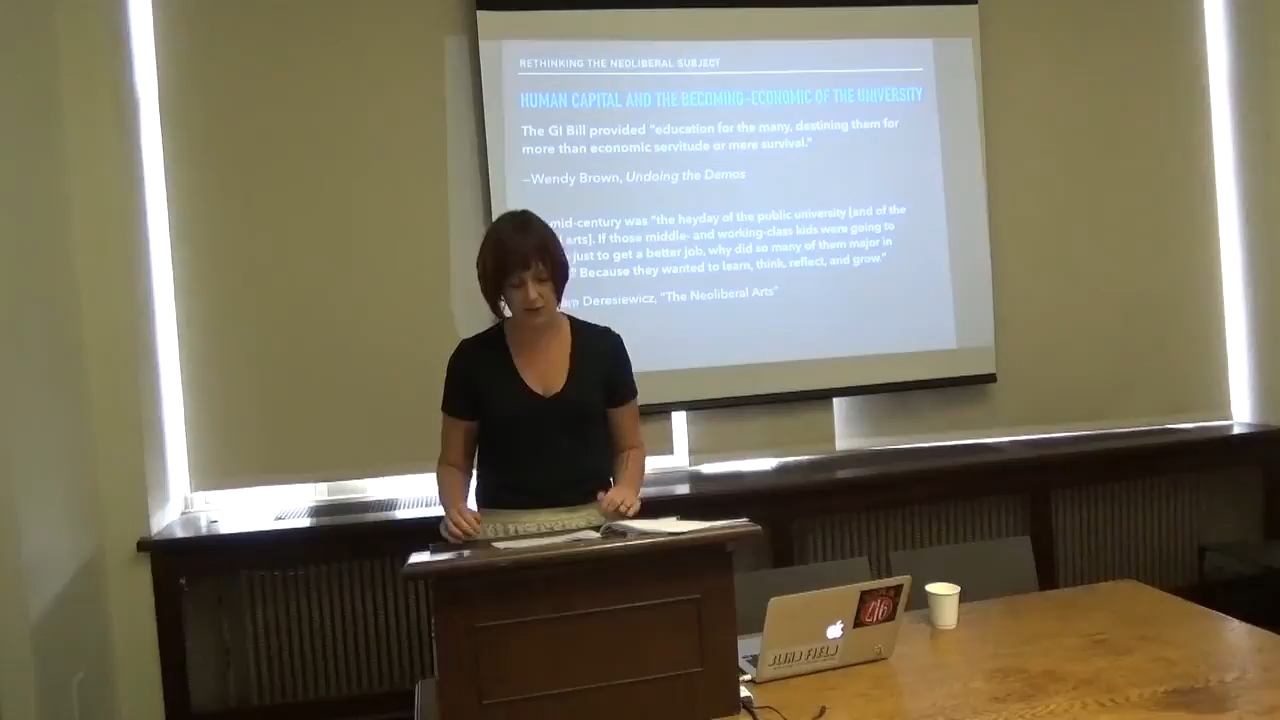 RETHINKING THE NEOLIBERAL SUBJECT
HUMAN CAPITAL AND THE BECOMING-ECONOMIC OF THE UNIVERSITY
The GI Bill provided "education for the many, destining them for
more than economic servitude or mere survival."
—Wendy Brown, Undoing the Demos
mid-century was "the heyday of the public university [and of the
arts]. If those middle- and working-class kids were going to
just to get a better job, why did so many of them major in
Because they wanted to learn, think, reflect, and grow."
Deresiewicz, "The Neoliberal Arts"
BLIND FIELD